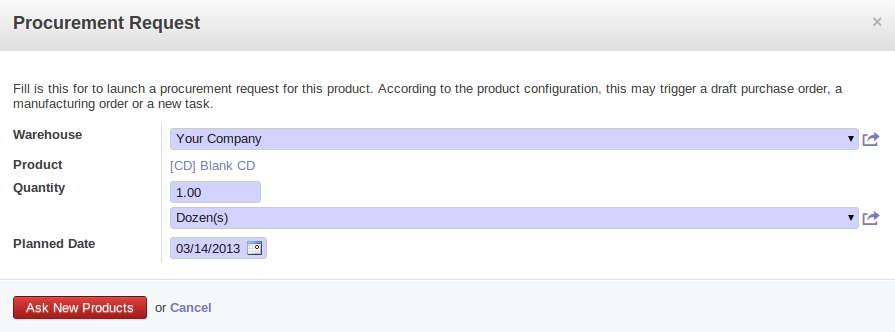 Procurement Request ×
Fill is this for to launch a procurement request for this product. According to the product configuration, this may trigger a draft purchase order, a
manufacturing order or a new task.
Warehouse Your Company
Product [CD] Blank CD
Quantity 1.00
Dozen(s)
Planned Date 03/14/2013
Ask New Products or Cancel